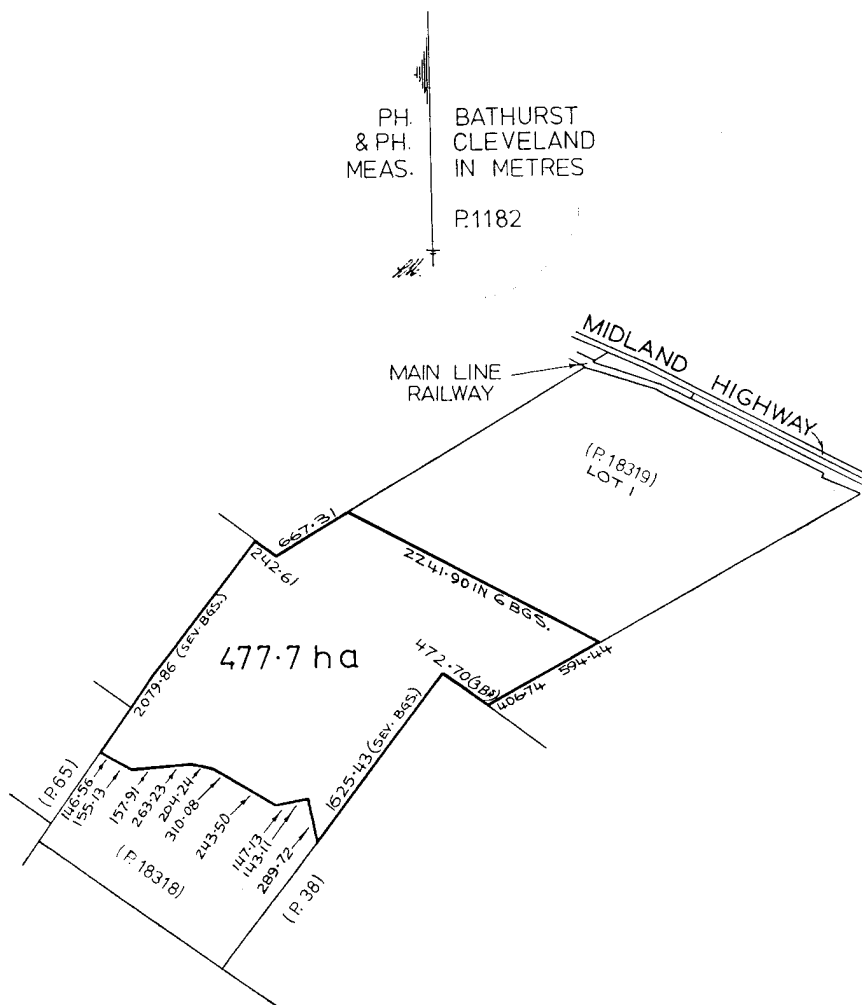 PH. BATHURST
& PH. CLEVELAND
MEAS. IN METRES
P.1182
MIDLAND HIGHWAY
MAIN LINE
RAILWAY
(P.18319)
LOT 1
667·31
242·61
2241·90 IN 6 BGS.
2079·86 (SEV. BGS.)
477·7 ha
472·70 (3Bs)
406·74
594·44
1625·43 (SEV. BGS.)
(P.65)
146·56
155·13
157·91
263·23
204·24
310·08
243·50
147·13
143·11
289·72
(P.18318)
(P.38)